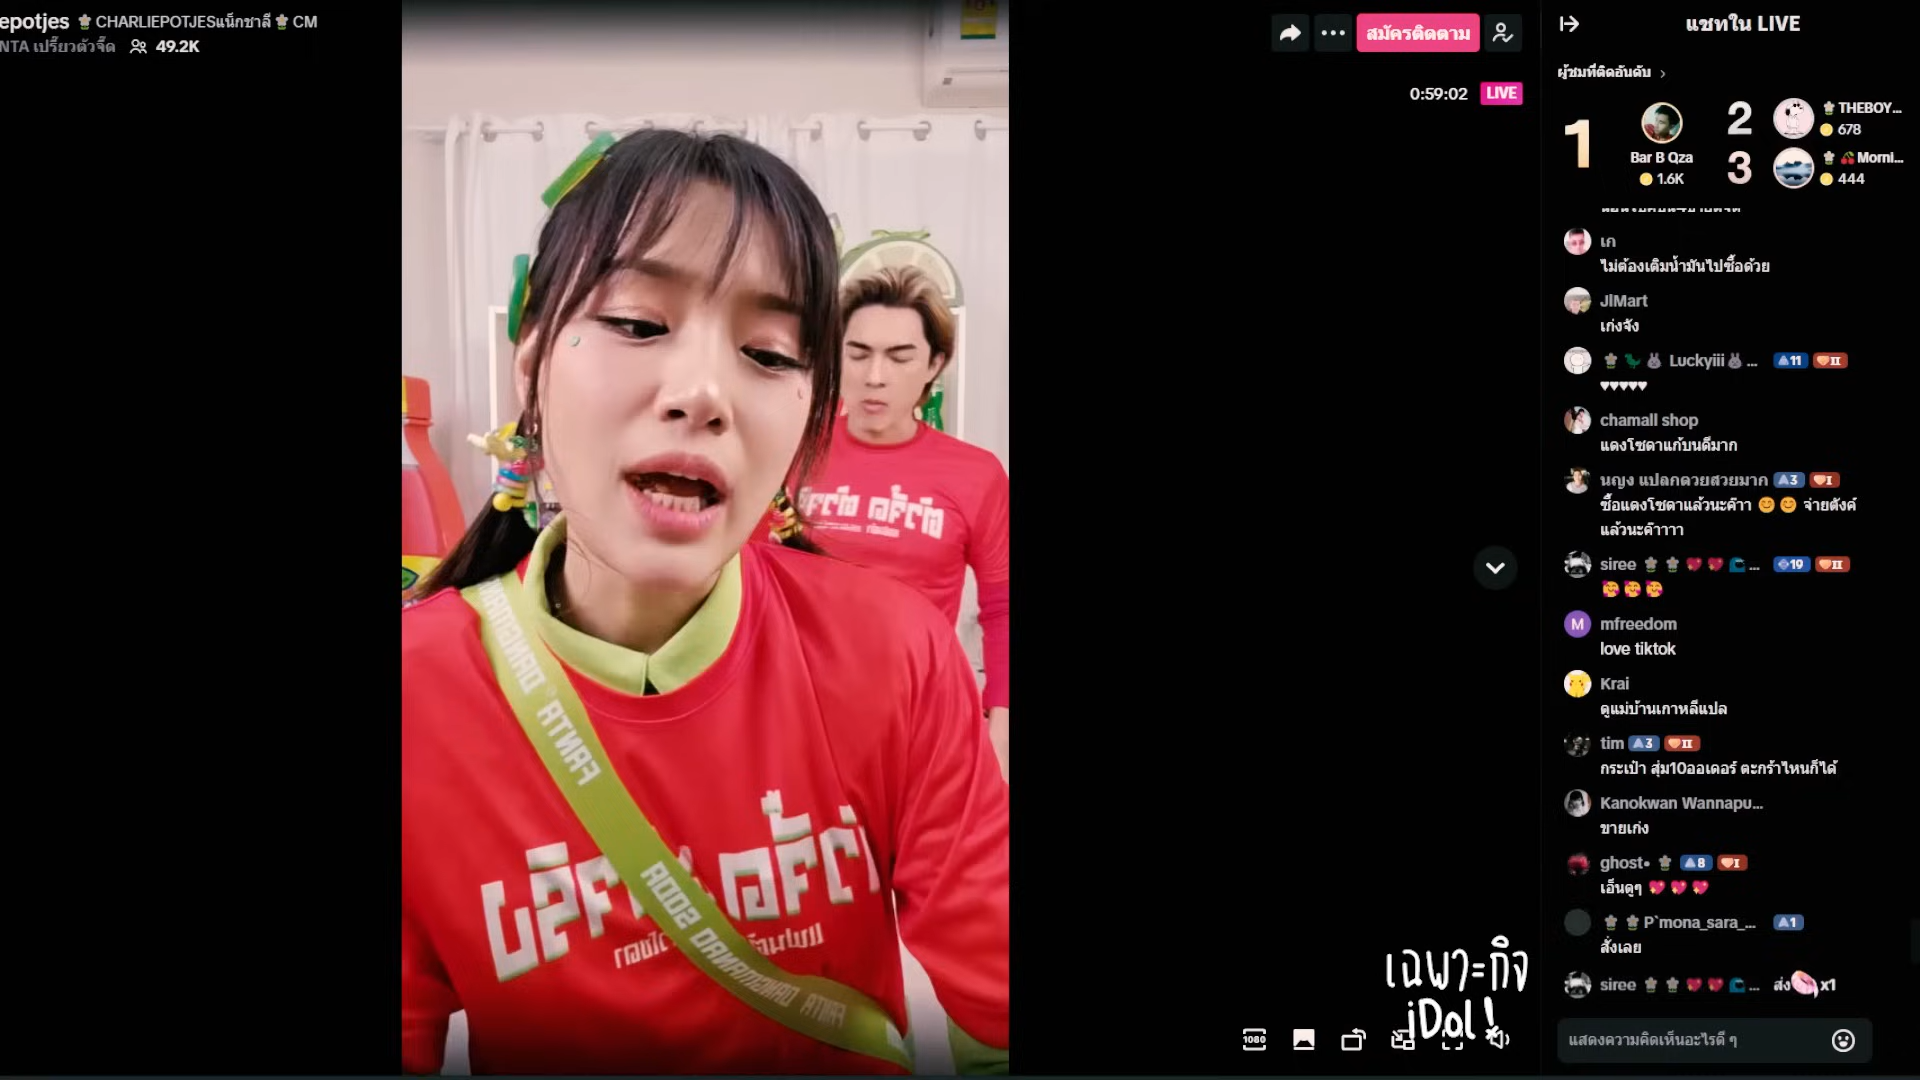 epotjes CHARLIEPOTJESแน็กชาลี CM
NTA เปรี้ยวตัวจี๊ด 49.2K
สมัครติดตาม
0:59:02 LIVE
แชทใน LIVE
ผู้ชมที่ติดอันดับ
1
Bar B Qza
1.6K
2
THEBOY...
678
3
Morni...
444
เก
ไม่ต้องเติมน้ำมันไปซื้อด้วย
JIMart
เก่งจัง
Luckyiii ... 11 II
♥♥♥♥♥
chamall shop
แดงโซดาแก้บนดีมาก
นญง แปลกดวยสวยมาก 3 I
ซื้อแดงโซดาแล้วนะค๊าา 😊 😊 จ่ายตังค์
แล้วนะค๊าาาา
siree ... 19 II
🥰 🥰 🥰
M mfreedom
love tiktok
Krai
ดูแม่บ้านเกาหลีแปล
tim 3 II
กระเป๋า สุ่ม10ออเดอร์ ตะกร้าไหนก็ได้
Kanokwan Wannapu...
ขายเก่ง
ghost• 8 I
เอ็นดูๆ 💖 💖 💖
P`mona_sara_... 1
สั่งเลย
siree ... ส่ง x1
แสดงความคิดเห็นอะไรดี ๆ
FANTA DANGMANAO
SODA
FANTA DANGMANAO
เฉพาะกิจ
iDol!
1080